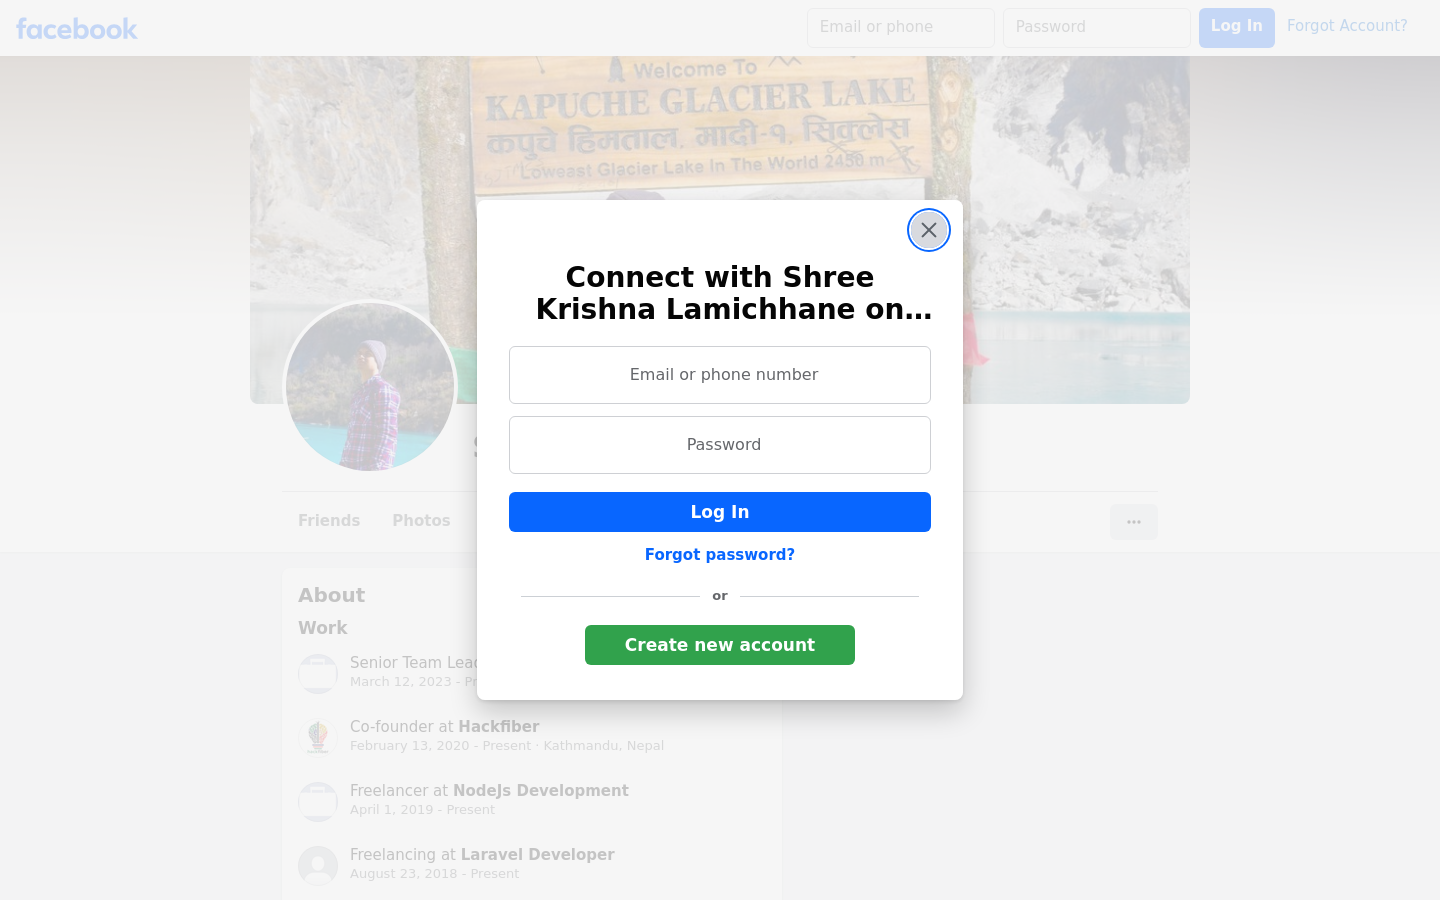 facebook
Email or phone
Password
Log In
Forgot Account?
Welcome To
KAPUCHE GLACIER LAKE
कपुचे हिमताल, मादी-१, सिक्लेस
Loweast Glacier Lake In The World 2450 m
Connect with Shree
Krishna Lamichhane on…
Email or phone number
Password
Log In
Forgot password?
or
Create new account
Friends
Photos
About
Work
Senior Team Lead
March 12, 2023 - Pr
Co-founder at Hackfiber
February 13, 2020 - Present · Kathmandu, Nepal
Freelancer at NodeJs Development
April 1, 2019 - Present
Freelancing at Laravel Developer
August 23, 2018 - Present